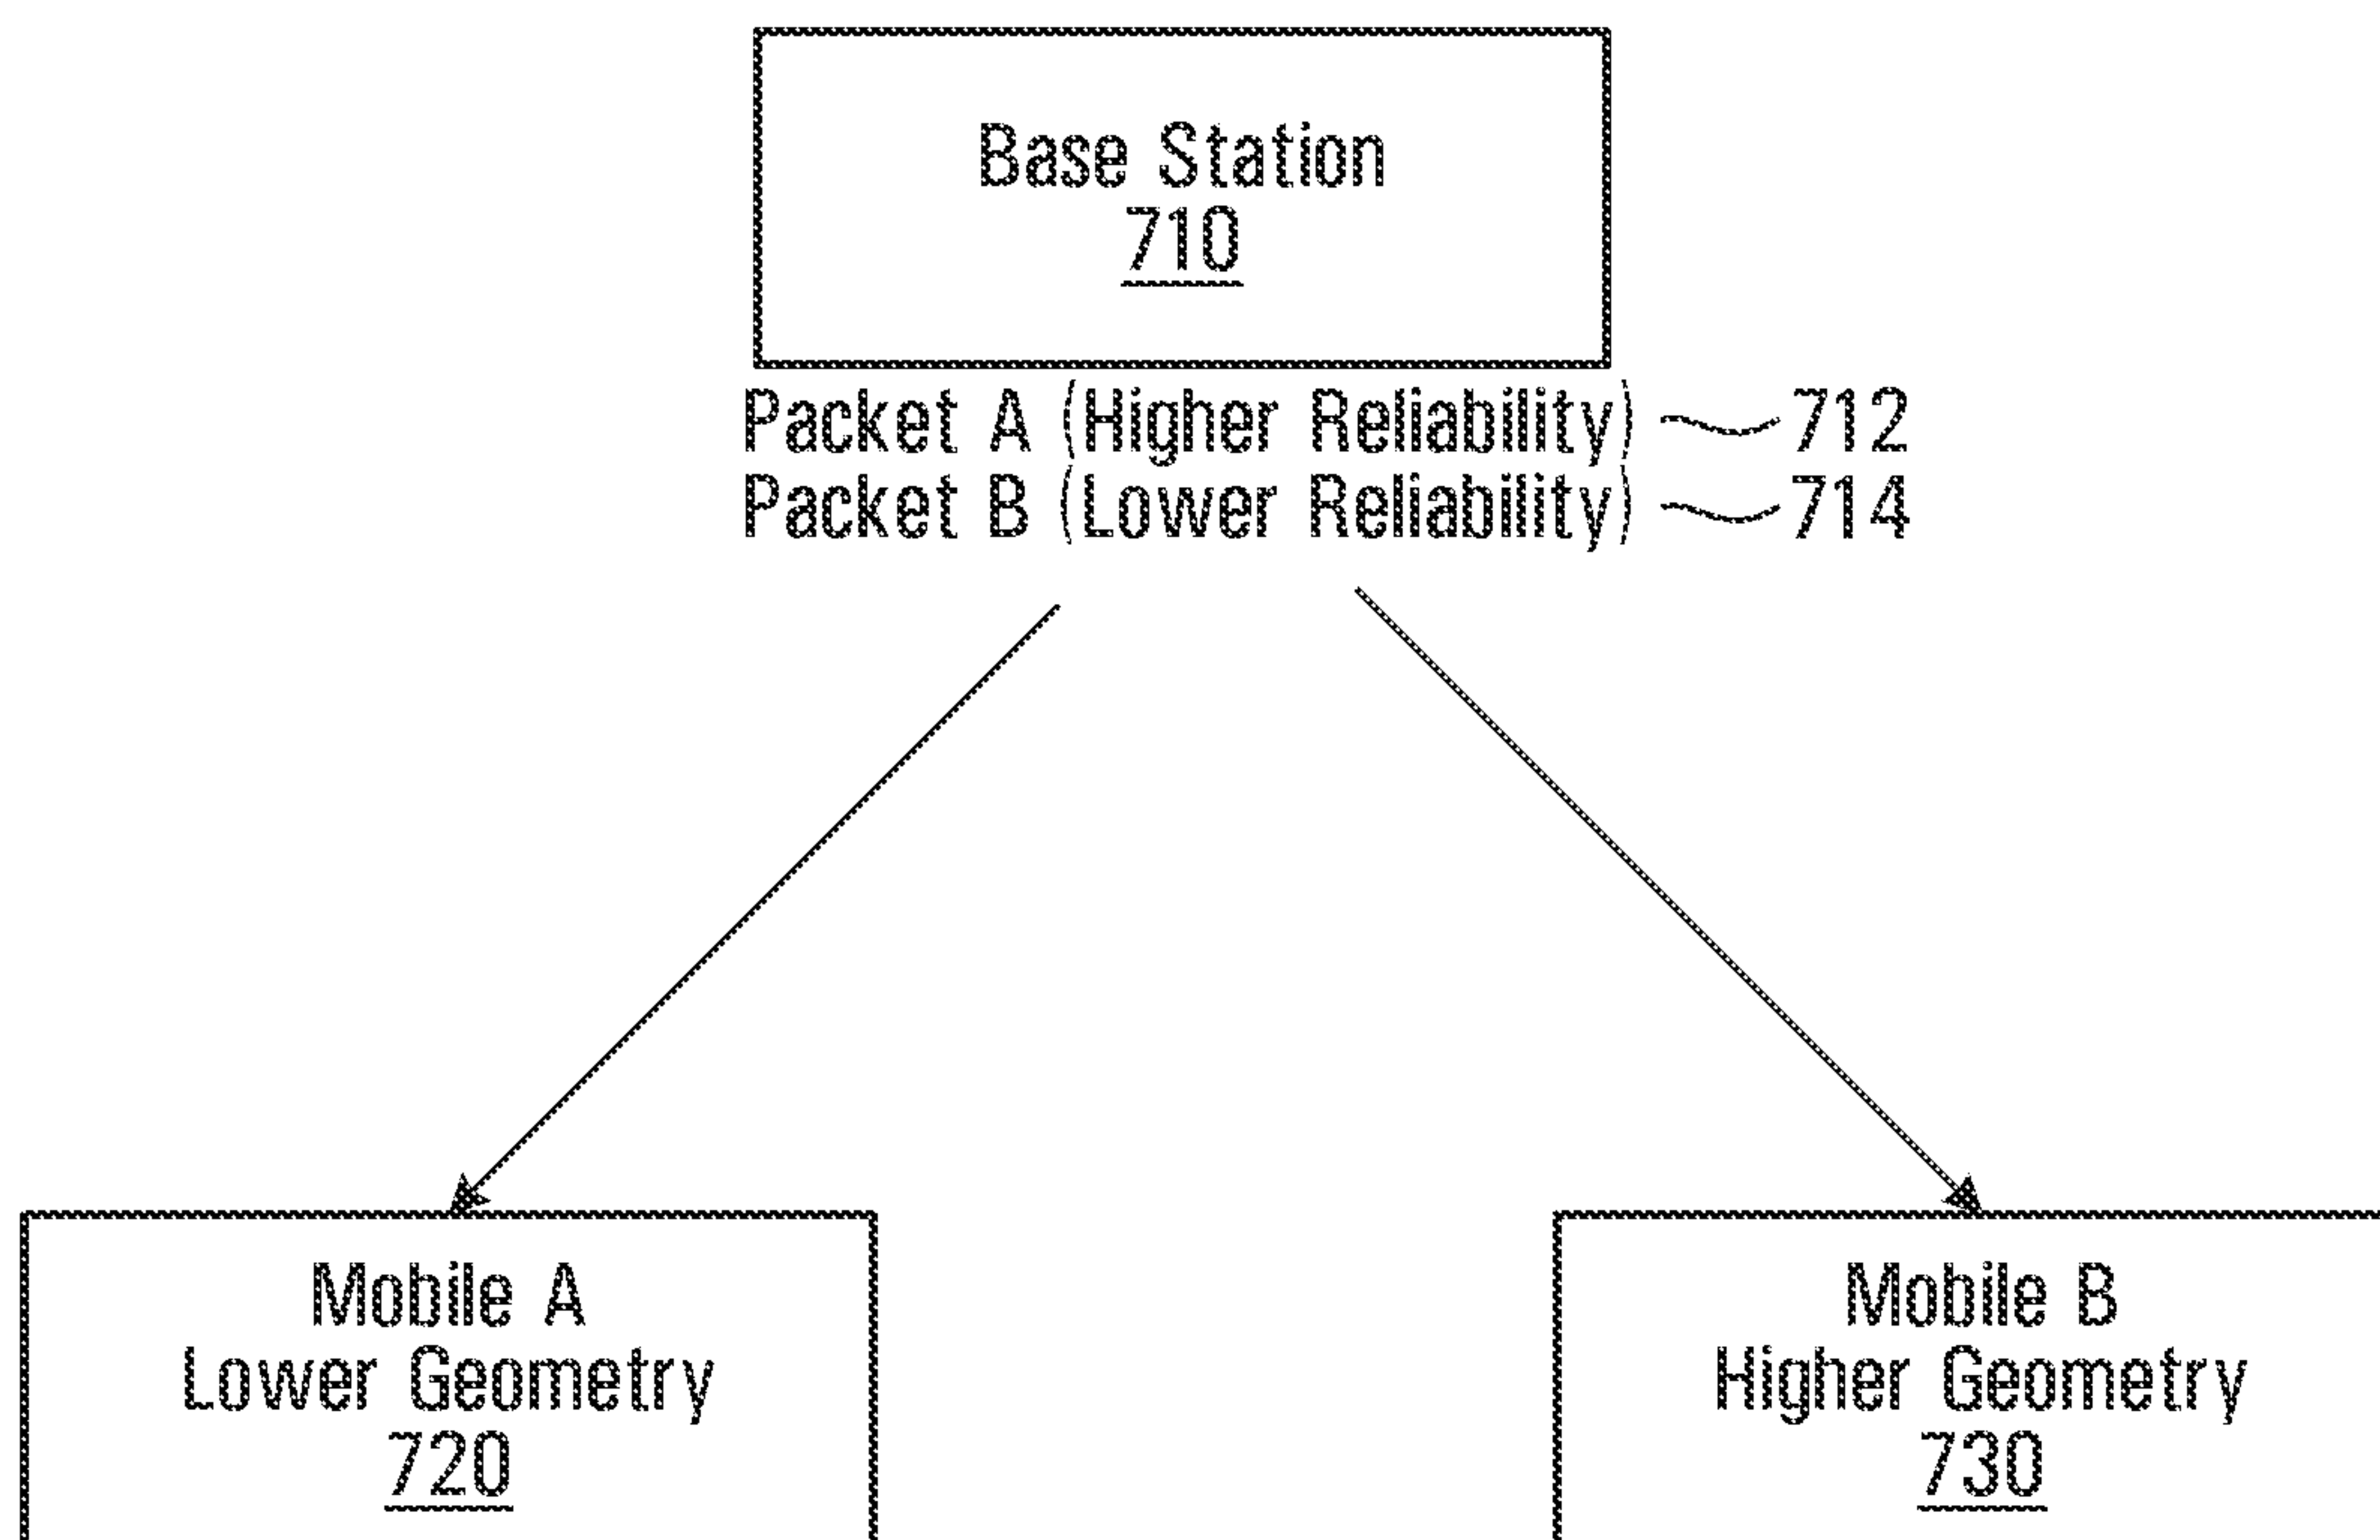 Base Station
710
Packet A (Higher Reliability) 712
Packet B (Lower Reliability) 714
Mobile A
Lower Geometry
720
Mobile B
Higher Geometry
730